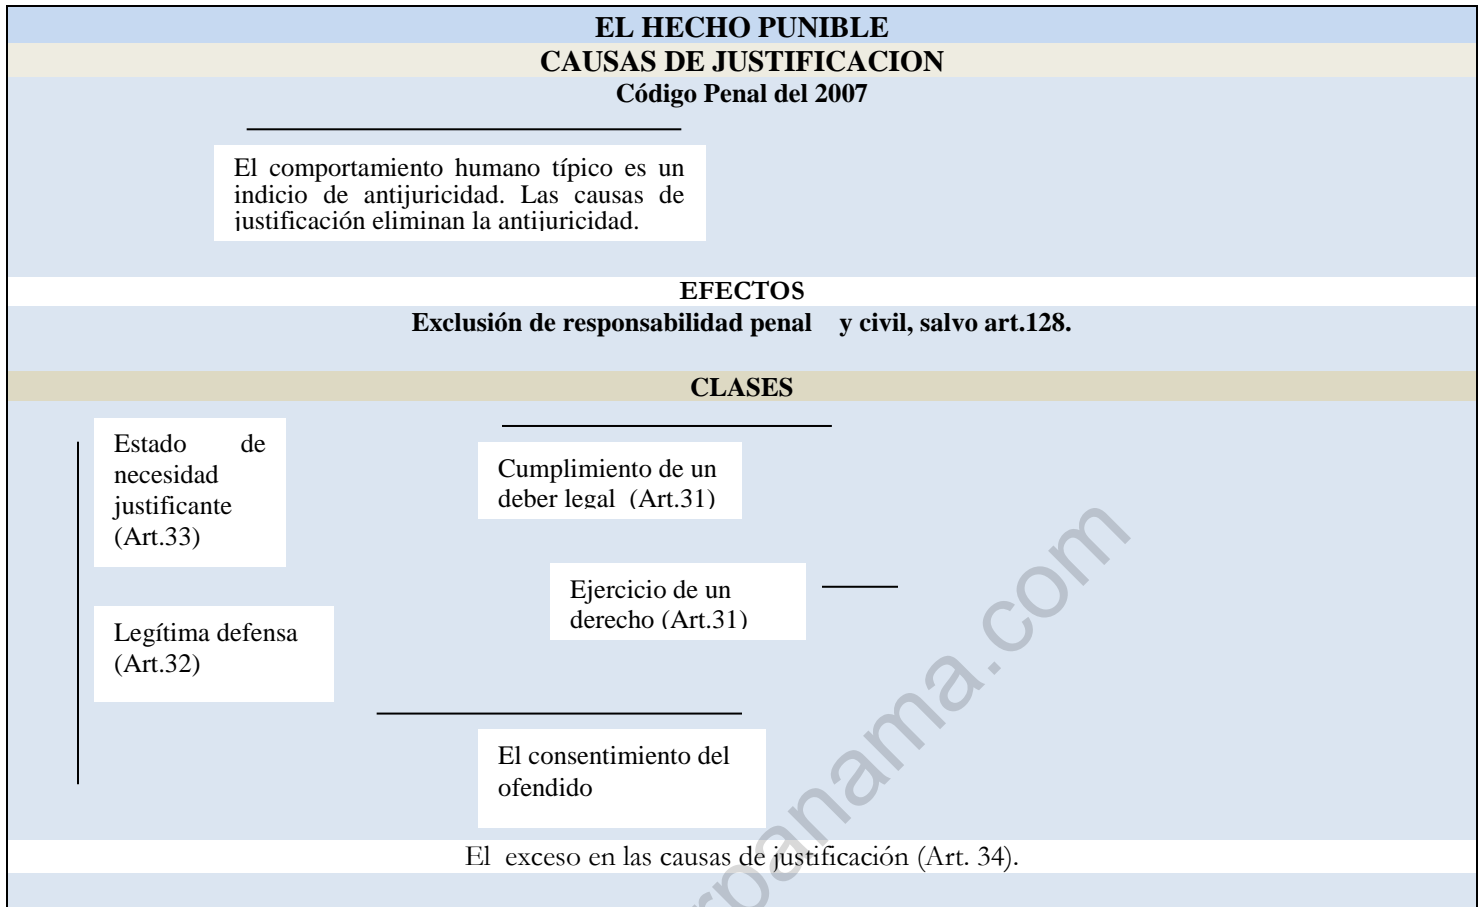 EL HECHO PUNIBLE
CAUSAS DE JUSTIFICACION
Código Penal del 2007
El comportamiento humano típico es un
indicio de antijuricidad. Las causas de
justificación eliminan la antijuricidad.
EFECTOS
Exclusión de responsabilidad penal y civil, salvo art.128.
CLASES
Estado de
necesidad
justificante
(Art.33)
Cumplimiento de un
deber legal (Art.31)
Ejercicio de un
derecho (Art.31)
Legítima defensa
(Art.32)
El consentimiento del
ofendido
El exceso en las causas de justificación (Art. 34).
rpanama.com